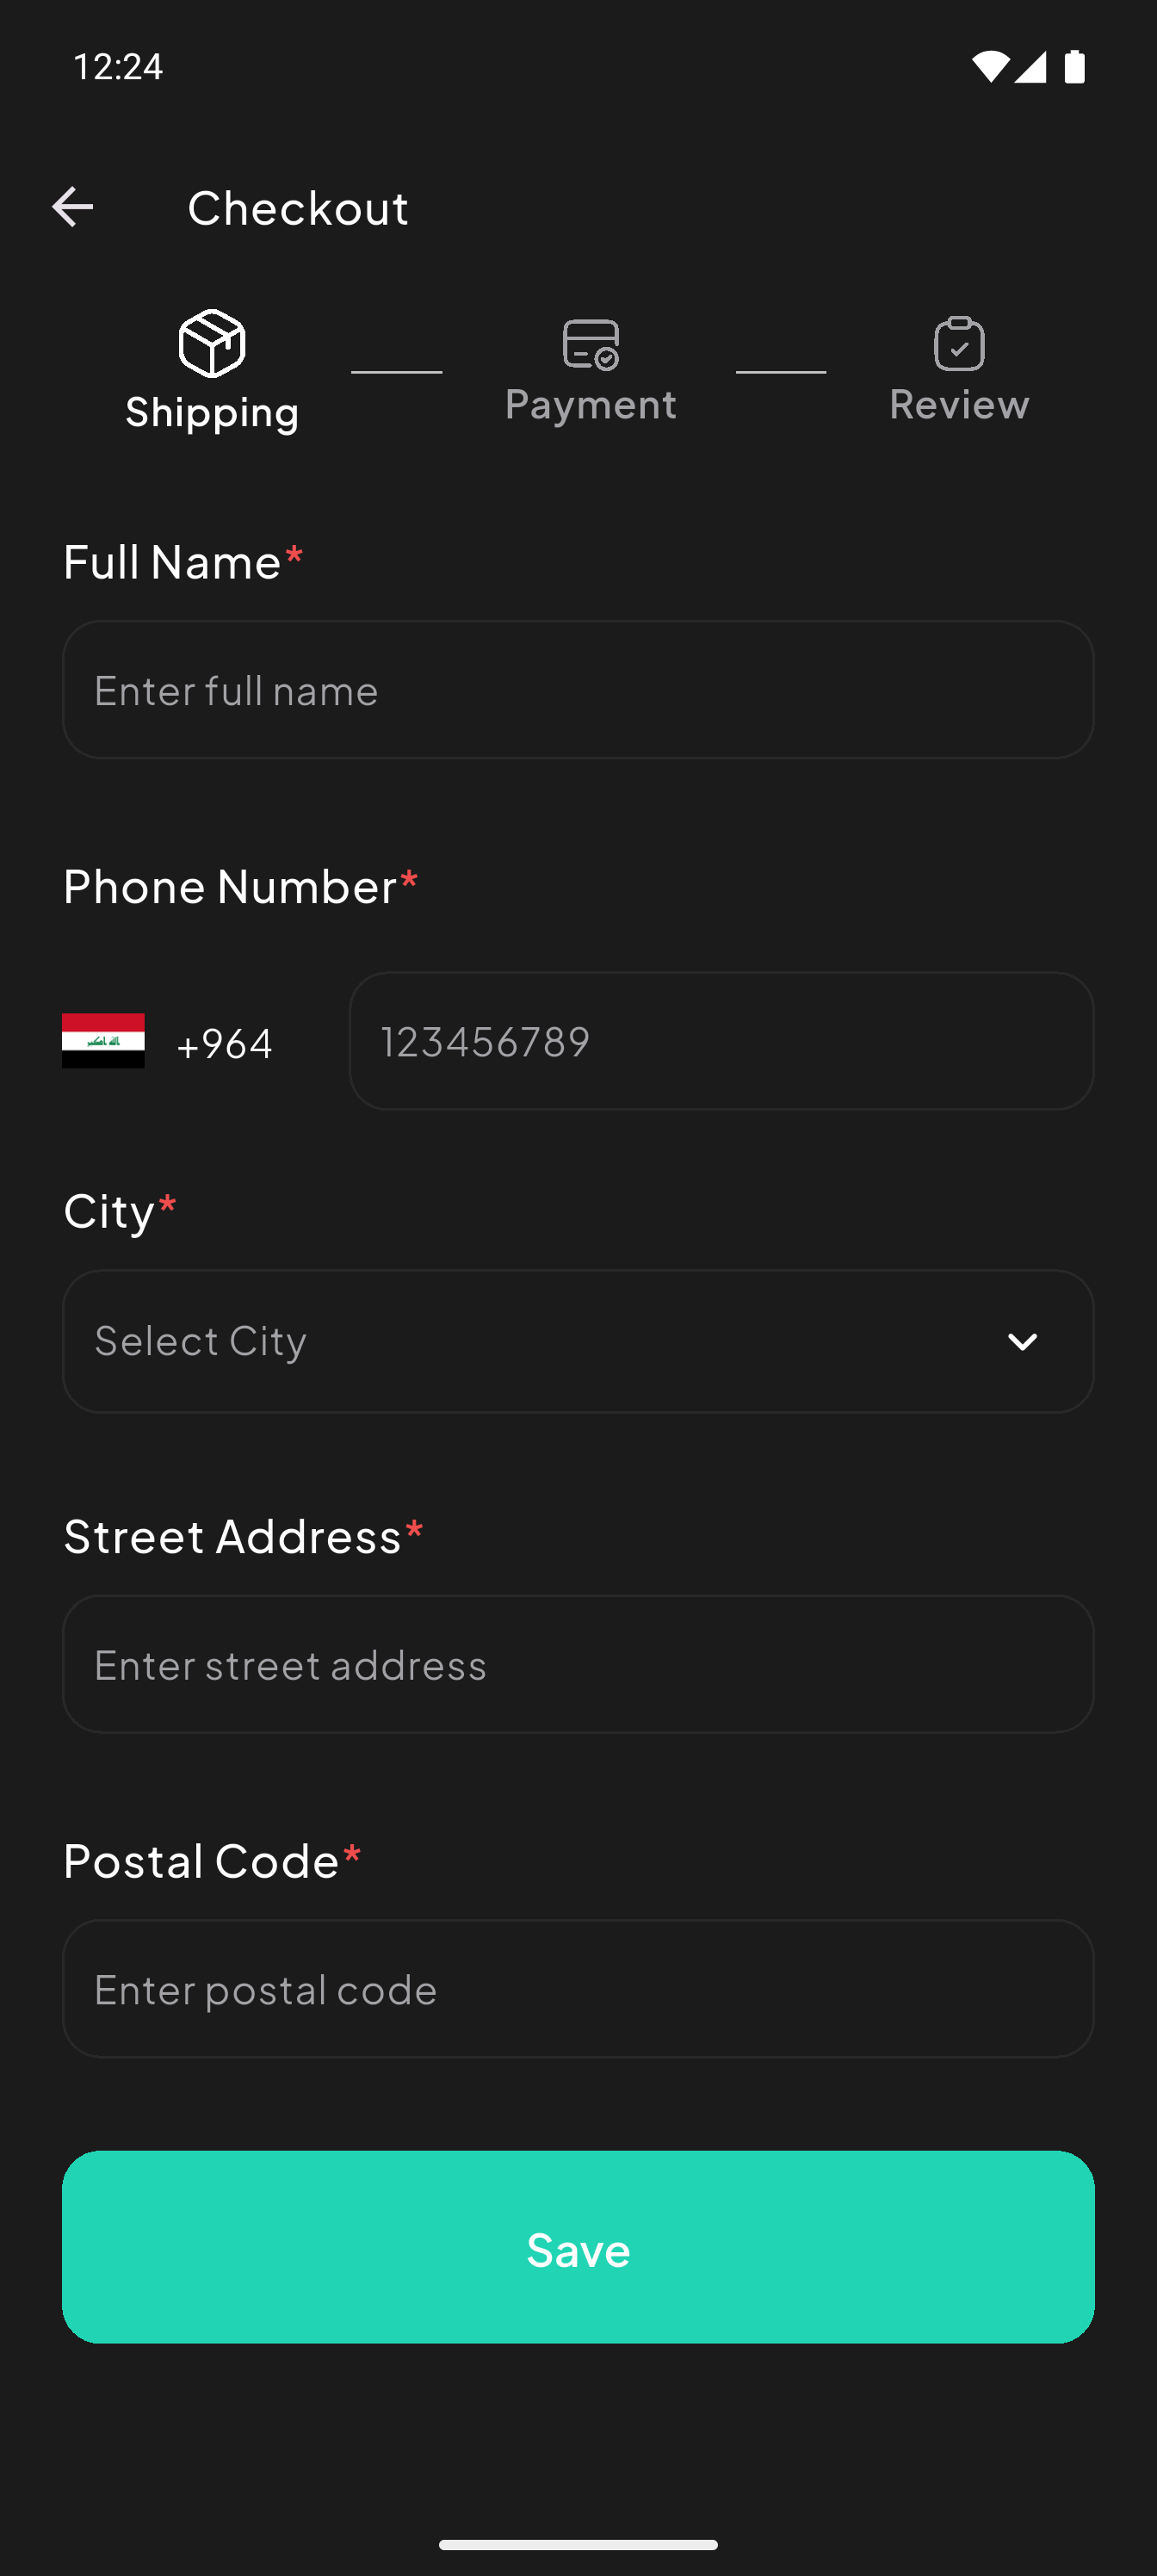 12:24
Checkout
Shipping
Payment
Review
Full Name*
Enter full name
Phone Number*
+964
123456789
City*
Select City
Street Address*
Enter street address
Postal Code*
Enter postal code
Save